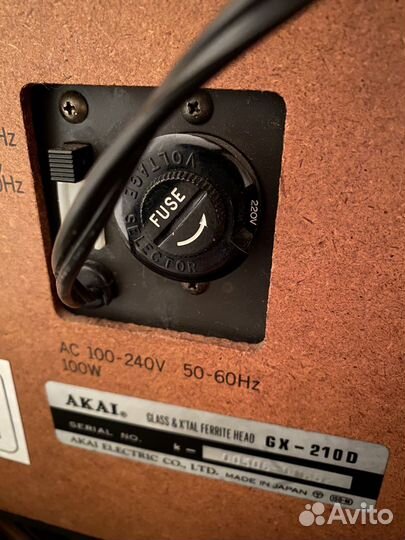 Hz
Hz
VOLTAGE SELECTOR
FUSE
220V
AC 100-240V 50-60Hz
100W
AKAI. GLASS & X'TAL FERRITE HEAD GX-210D
SERIAL NO. K-
AKAI ELECTRIC CO., LTD. MADE IN JAPAN
Avito